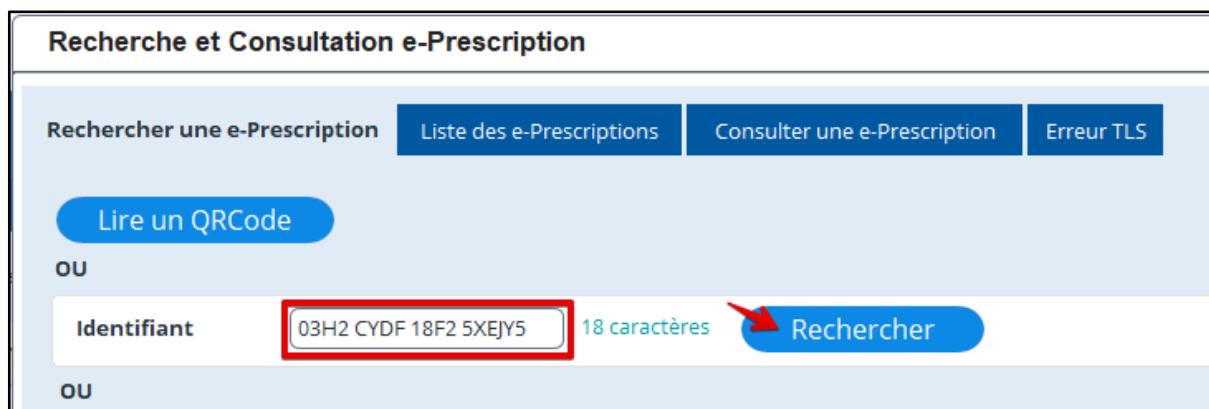 Recherche et Consultation e-Prescription
Rechercher une e-Prescription Liste des e-Prescriptions Consulter une e-Prescription Erreur TLS
Lire un QRCode
OU
Identifiant 03H2 CYDF 18F2 5XEJY5 18 caractères Rechercher
OU